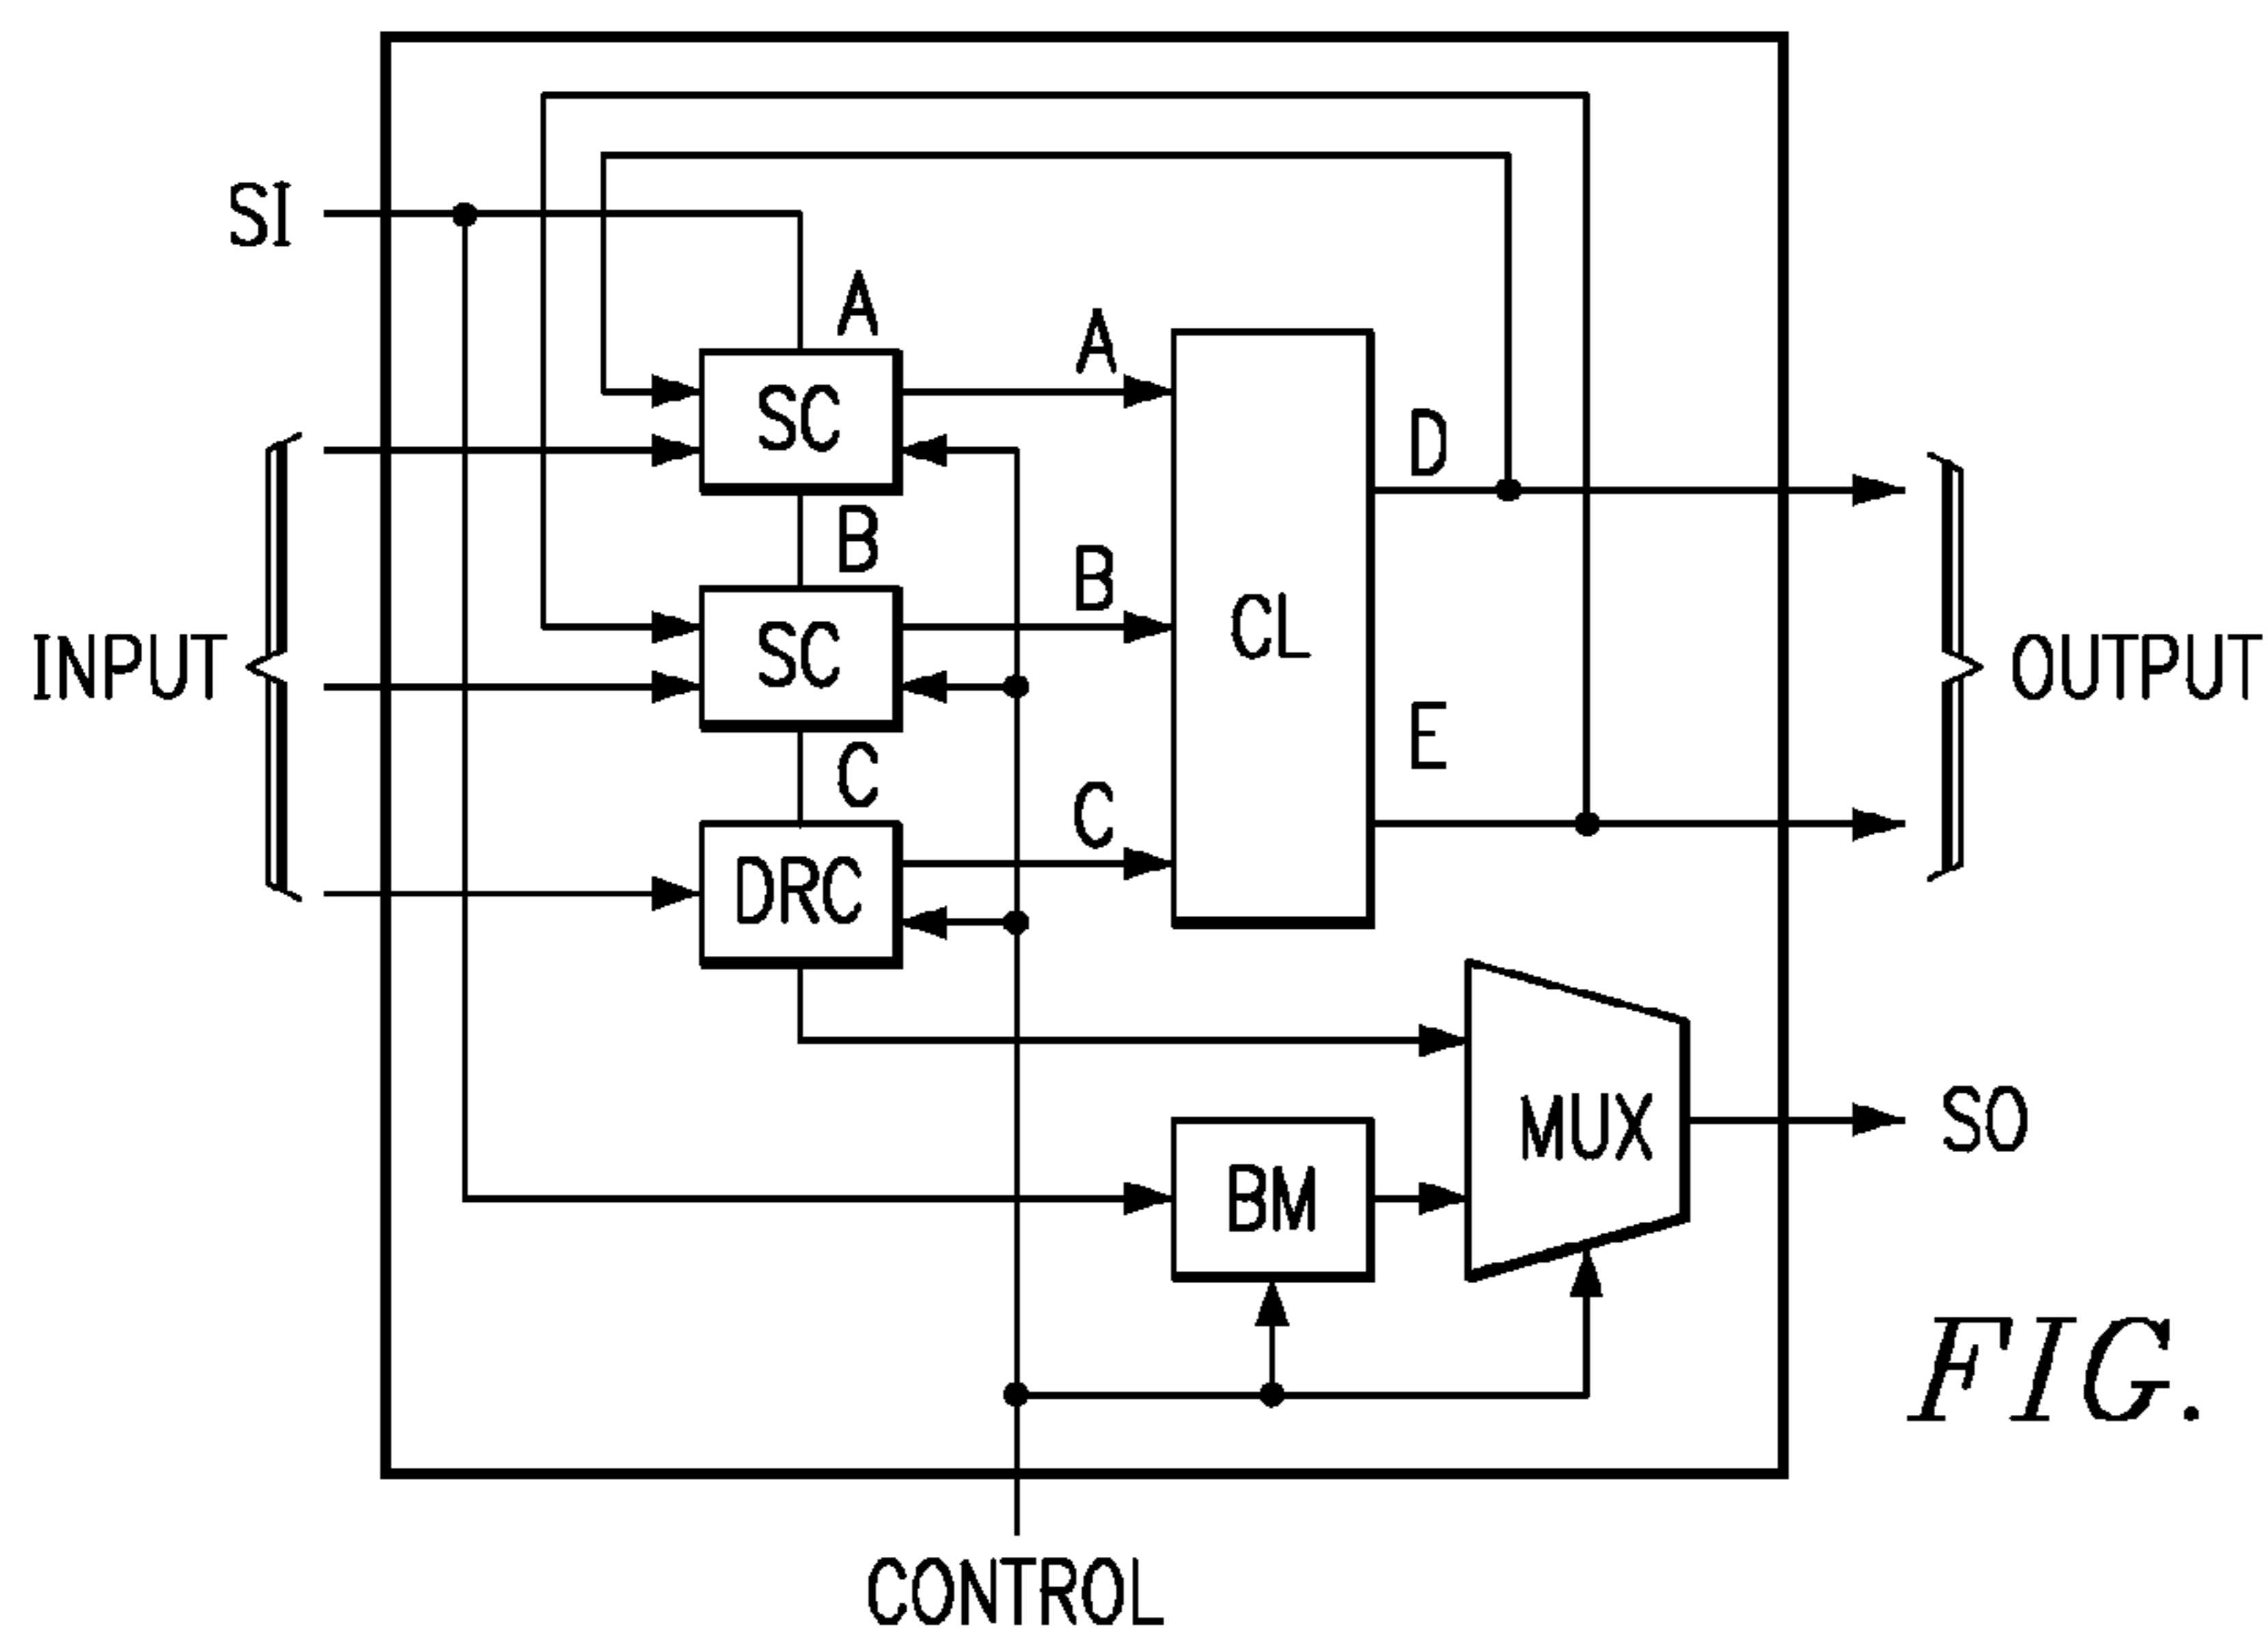 SI
A
A
SC
D
B
B
SC
CL
INPUT
OUTPUT
C
E
C
DRC
MUX
SO
BM
FIG.
CONTROL